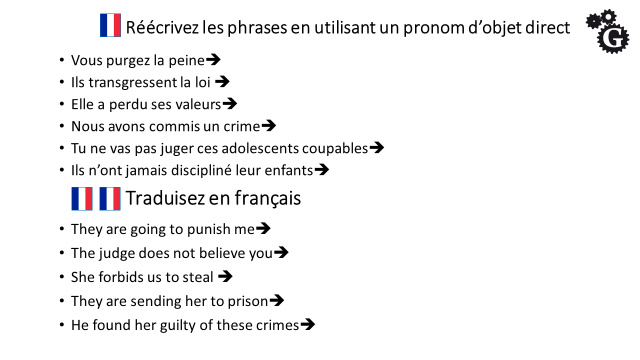 Réécrivez les phrases en utilisant un pronom d’objet direct
G
• Vous purgez la peine➔
• Ils transgressent la loi ➔
• Elle a perdu ses valeurs➔
• Nous avons commis un crime➔
• Tu ne vas pas juger ces adolescents coupables➔
• Ils n’ont jamais discipliné leur enfants➔
Traduisez en français
• They are going to punish me➔
• The judge does not believe you➔
• She forbids us to steal ➔
• They are sending her to prison➔
• He found her guilty of these crimes➔